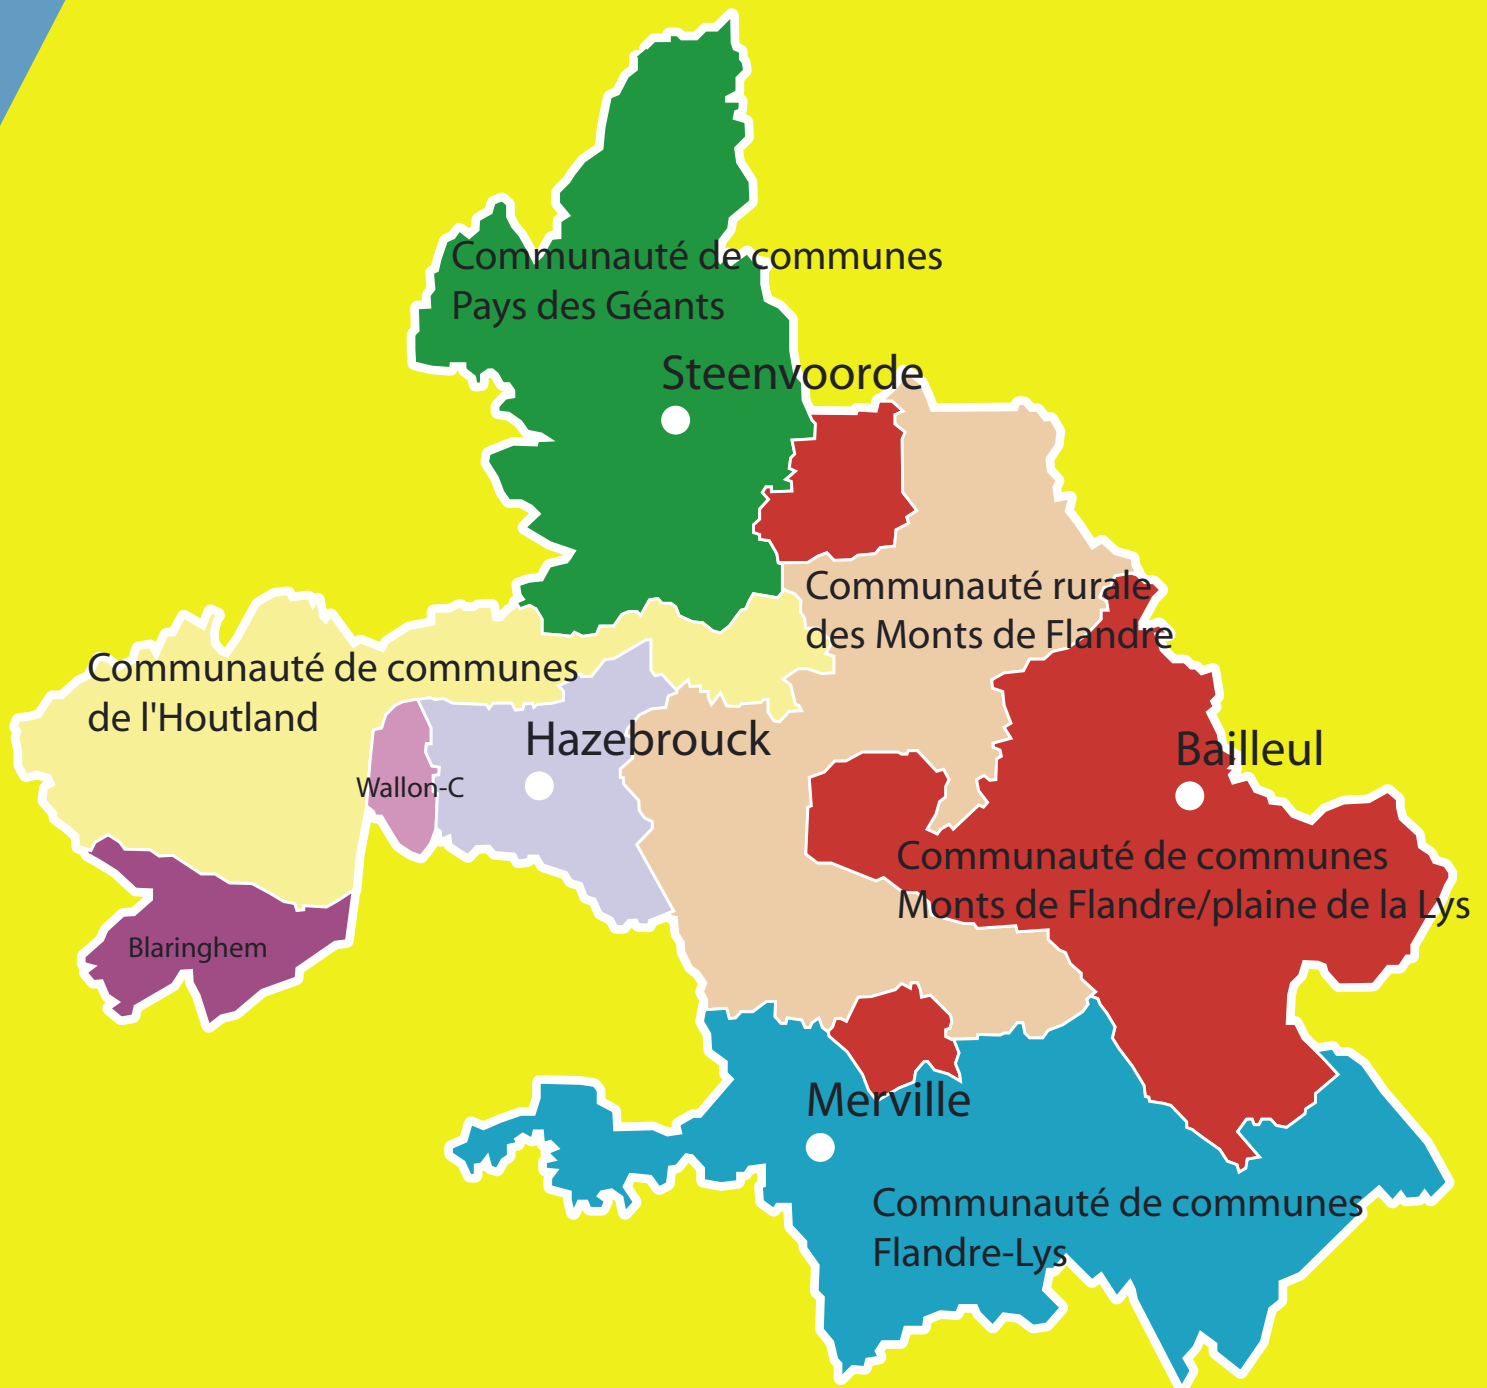 Communauté de communes
Pays des Géants
Steenvoorde
Communauté rurale
des Monts de Flandre
Communauté de communes
de l'Houtland
Hazebrouck
Bailleul
Wallon-C
Communauté de communes
Monts de Flandre/plaine de la Lys
Blaringhem
Merville
Communauté de communes
Flandre-Lys